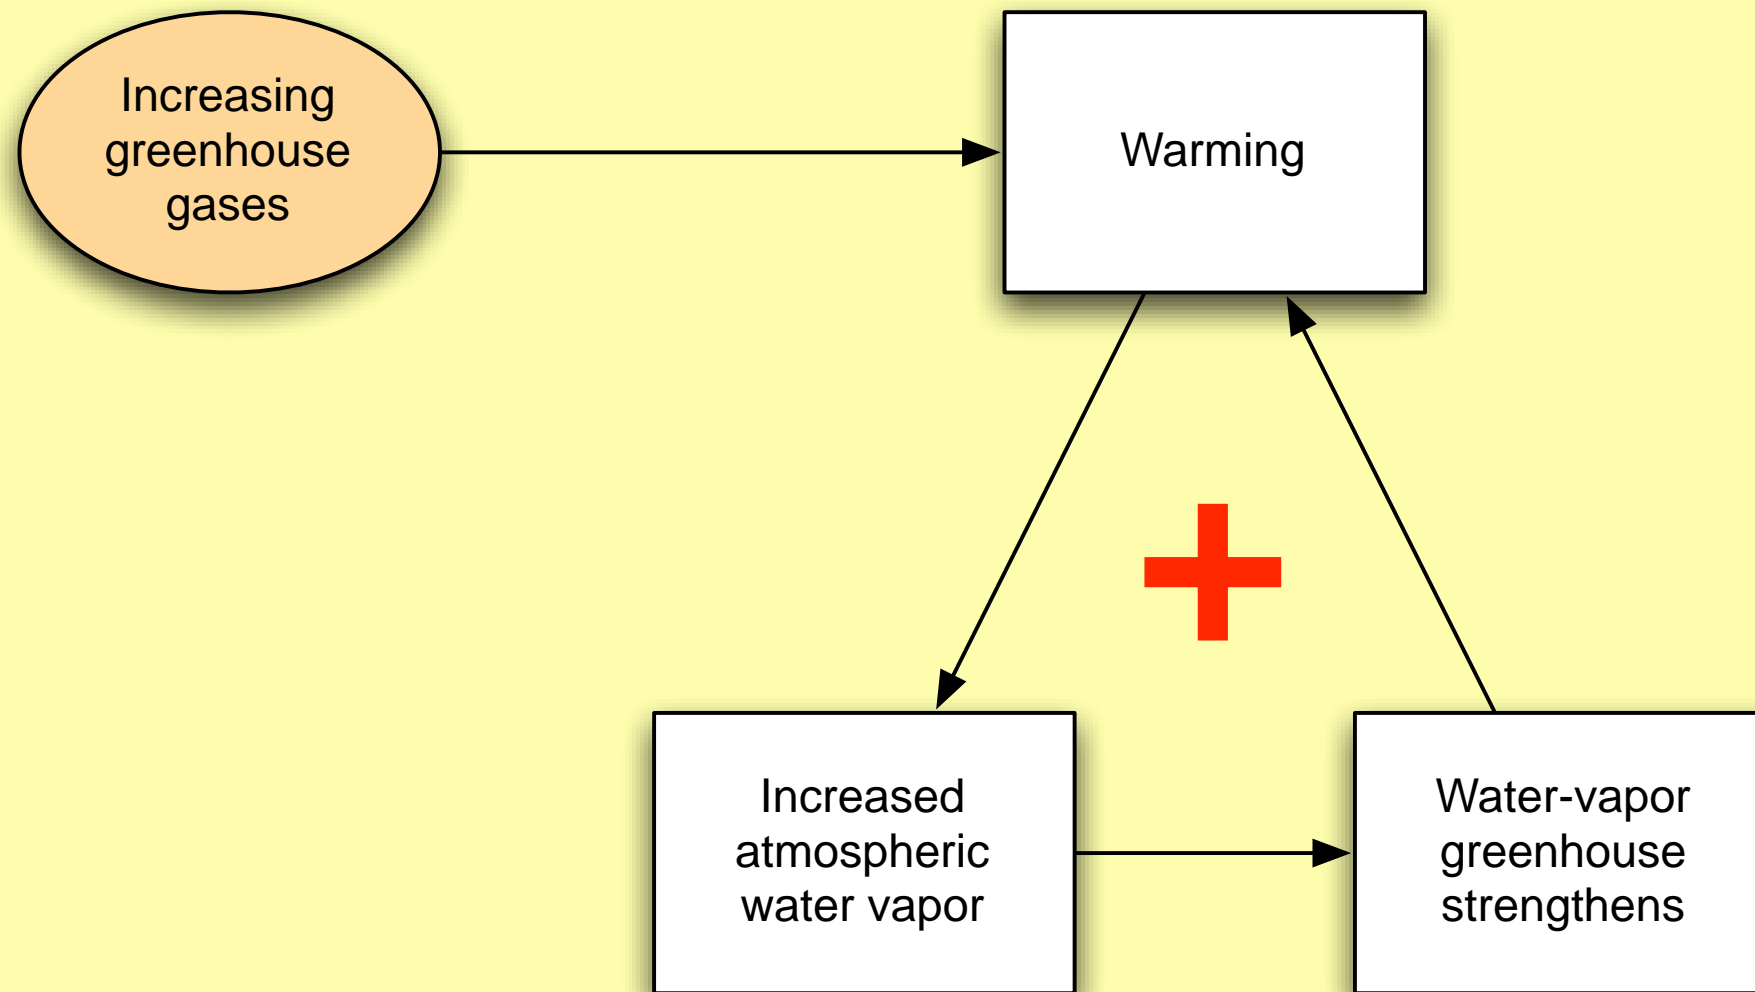 Increasing
greenhouse
gases
Warming
Increased
atmospheric
water vapor
Water-vapor
greenhouse
strengthens